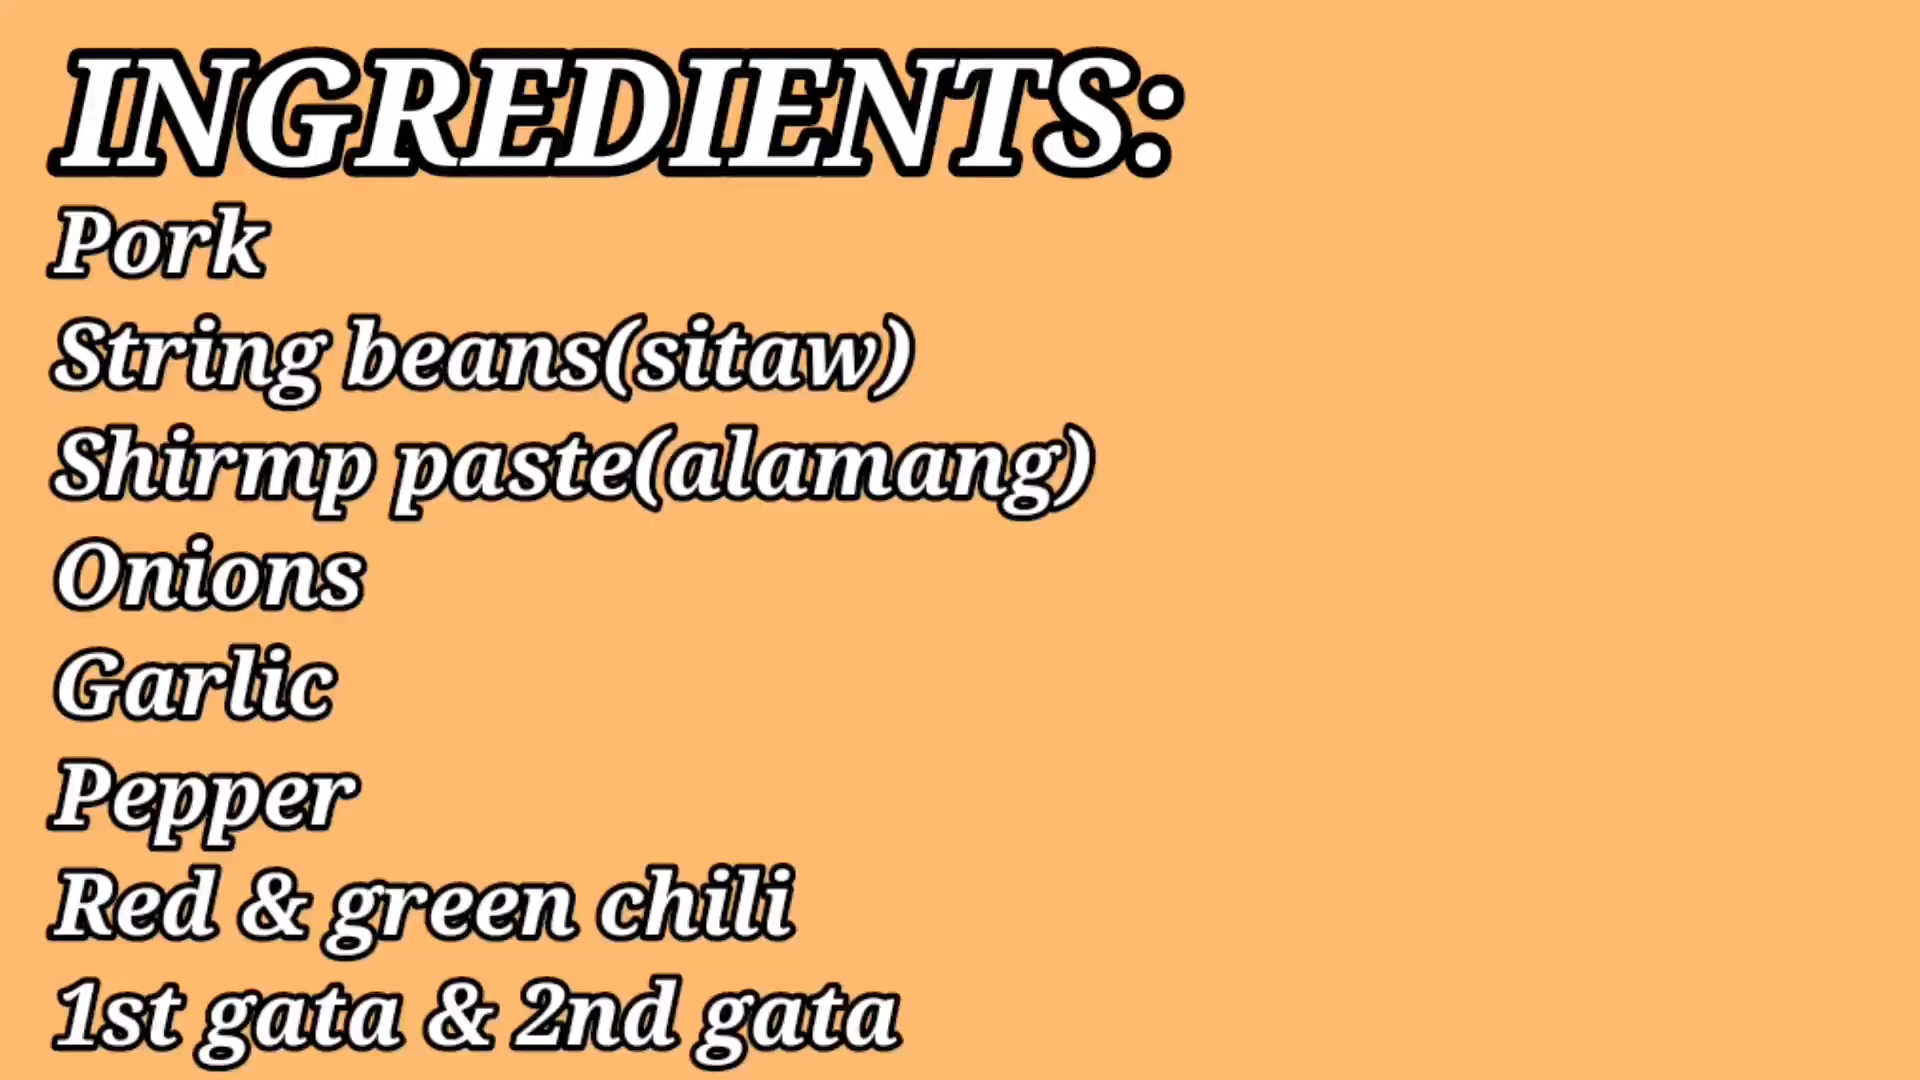 INGREDIENTS:
Pork
String beans(sitaw)
Shirmp paste(alamang)
Onions
Garlic
Pepper
Red & green chili
1st gata & 2nd gata